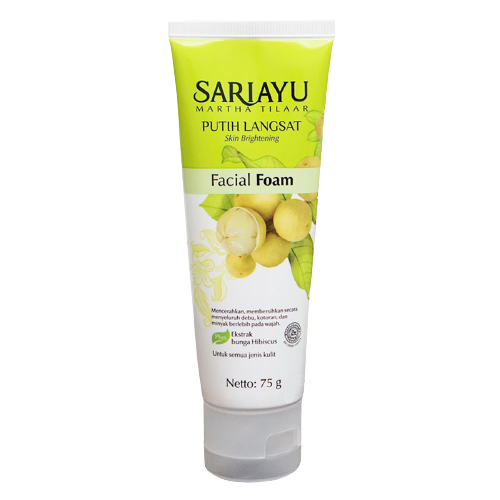 SARIAYU
MARTHA TILAAR
PUTIH LANGSAT
Skin Brightening
Facial Foam
Mencerahkan, membersihkan secara
menyeluruh debu, kotoran, dan
minyak berlebih pada wajah.
Plus
Ekstrak
bunga Hibiscus
Untuk semua jenis kulit
Netto: 75 g